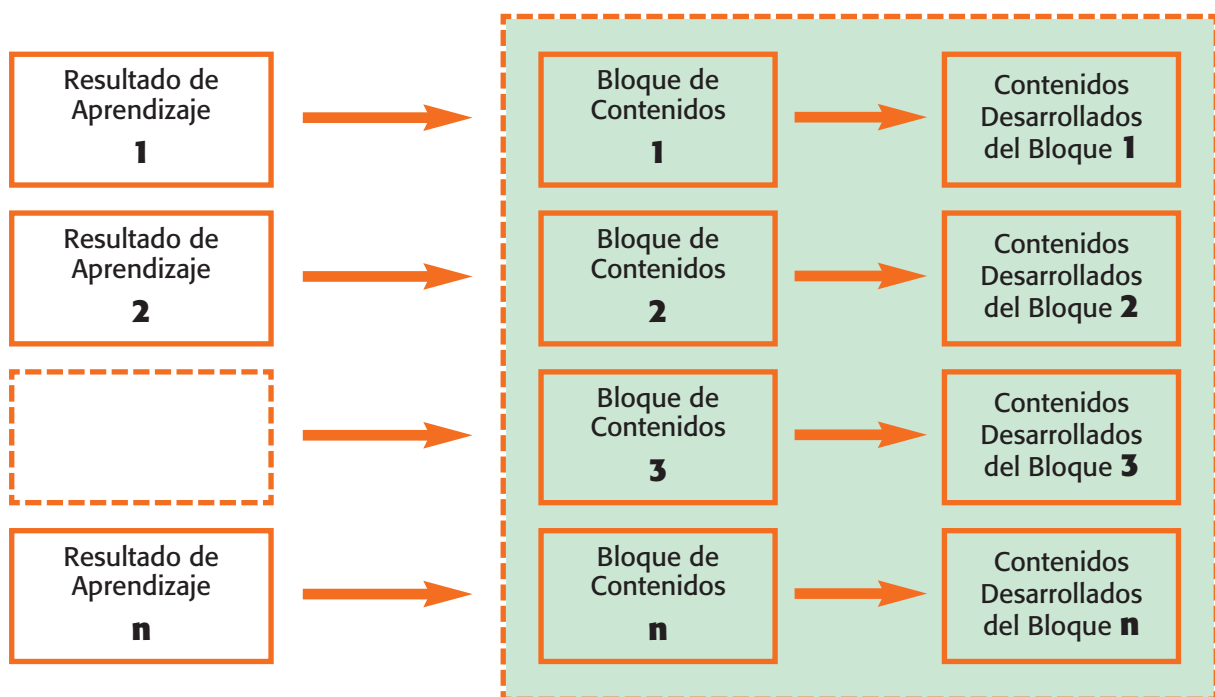 Resultado de
Aprendizaje
1
Bloque de
Contenidos
1
Contenidos
Desarrollados
del Bloque 1
Resultado de
Aprendizaje
2
Bloque de
Contenidos
2
Contenidos
Desarrollados
del Bloque 2
Bloque de
Contenidos
3
Contenidos
Desarrollados
del Bloque 3
Resultado de
Aprendizaje
n
Bloque de
Contenidos
n
Contenidos
Desarrollados
del Bloque n